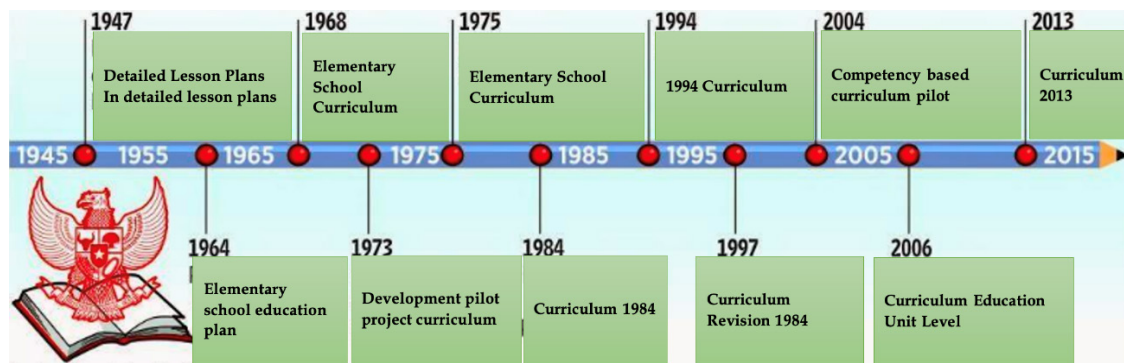 1947
1968
1975
1994
2004
2013
Detailed Lesson Plans
In detailed lesson plans
Elementary
School
Curriculum
Elementary School
Curriculum
1994 Curriculum
Competency based
curriculum pilot
Curriculum
2013
1945
1955
1965
1975
1985
1995
2005
2015
1964
1973
1984
1997
2006
Elementary
school education
plan
Development pilot
project curriculum
Curriculum 1984
Curriculum
Revision 1984
Curriculum Education
Unit Level